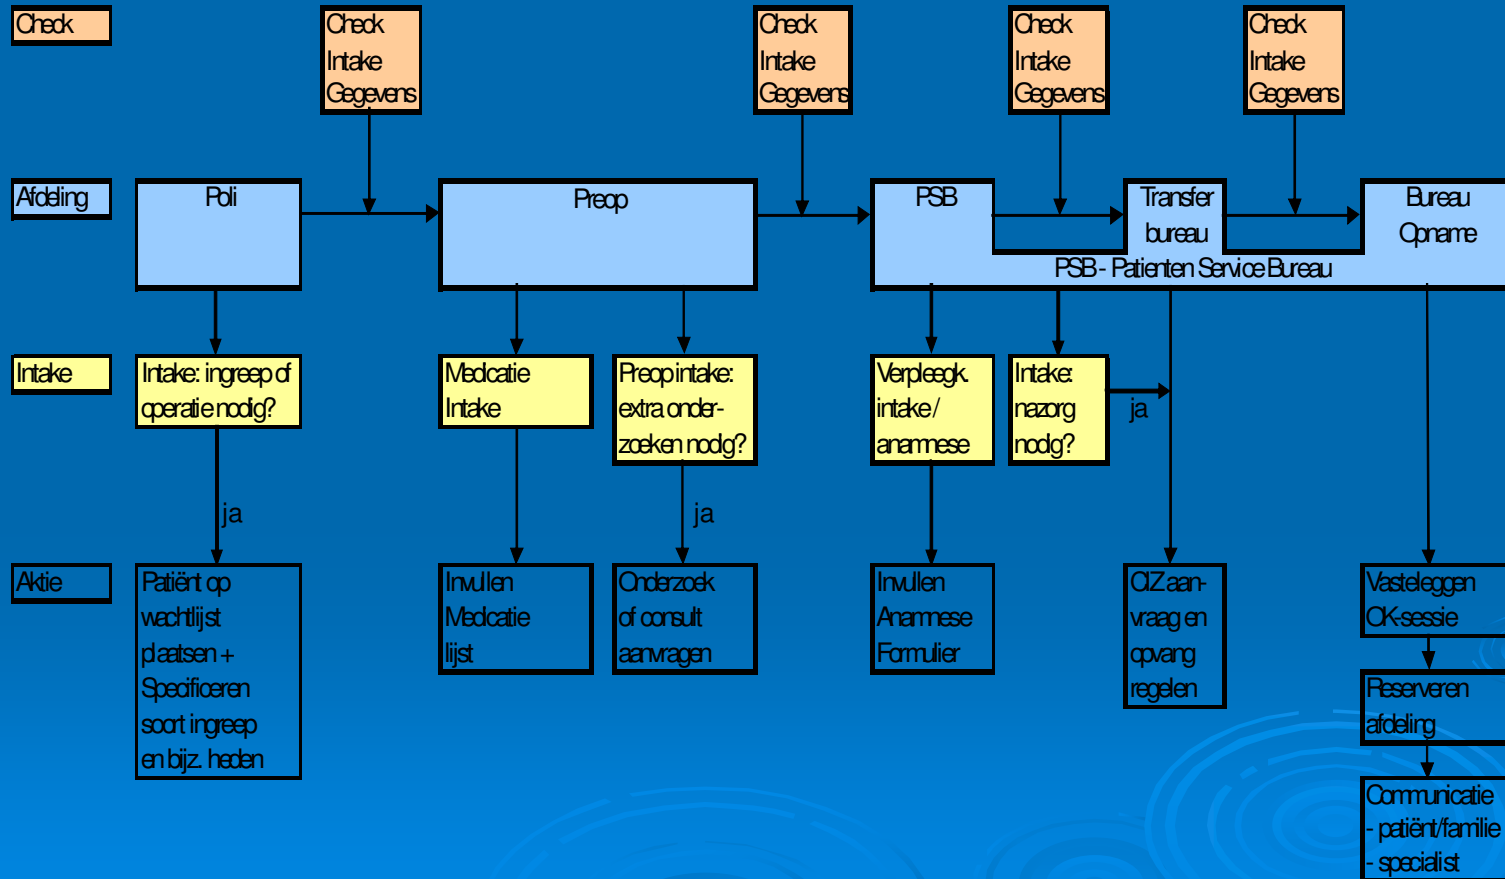 Check
Check
Intake
Gegevens
Check
Intake
Gegevens
Check
Intake
Gegevens
Check
Intake
Gegevens
Afdeling
Poli
Preop
PSB
Transfer
bureau
Bureau
Opname
PSB - Patienten Service Bureau
Intake
Intake: ingreep of
operatie nodig?
Medicatie
Intake
Preop intake:
extra onder-
zoeken nodig?
Verpleegk.
intake /
anamnese
Intake:
nazorg
nodig?
ja
ja
ja
Aktie
Patiënt op
wachtlijst
plaatsen +
Specificeren
soort ingreep
en bijz. heden
Invullen
Medicatie
lijst
Onderzoek
of consult
aanvragen
Invullen
Anamnese
Formulier
CIZ aan-
vraag en
opvang
regelen
Vasteleggen
OK-sessie
Reserveren
afdeling
Communicatie
- patiënt/familie
- specialist